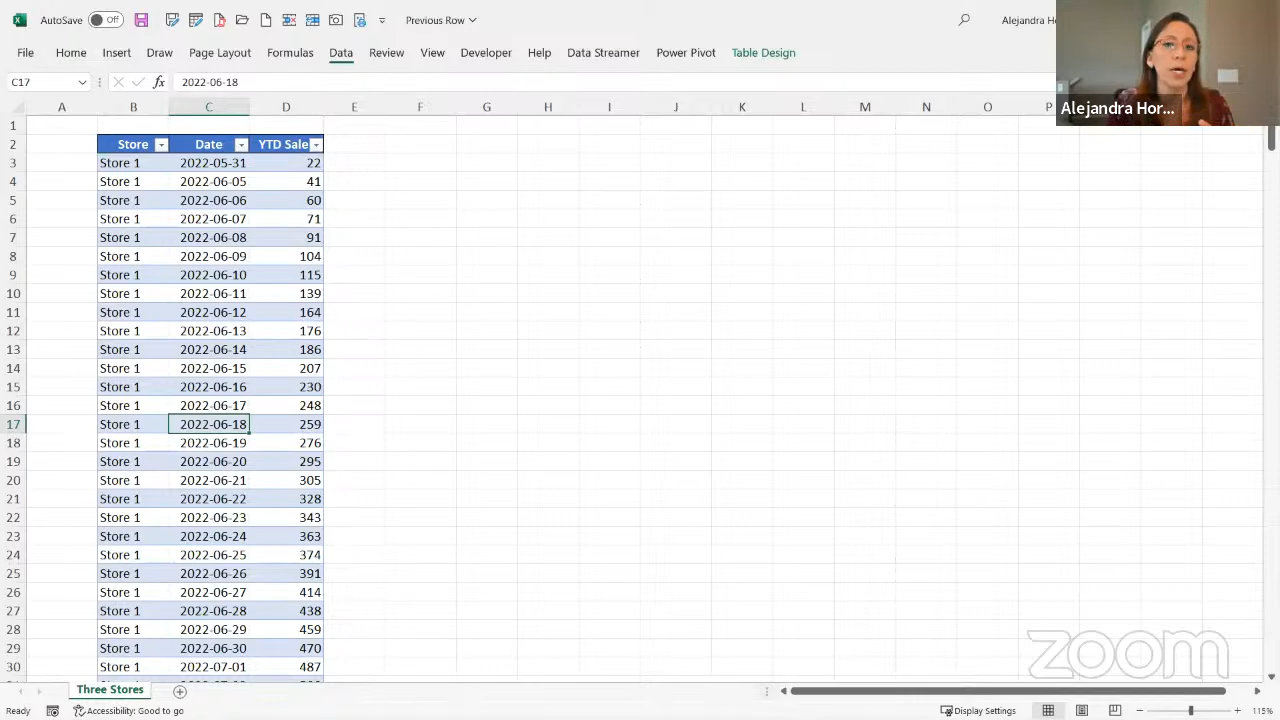 AutoSave Off Previous Row Alejandra Ho
File Home Insert Draw Page Layout Formulas Data Review View Developer Help Data Streamer Power Pivot Table Design
C17 fx 2022-06-18
Alejandra Hor...
A B C D E F G H I J K L M N O P
1
2 Store Date YTD Sale
3 Store 1 2022-05-31 22
4 Store 1 2022-06-05 41
5 Store 1 2022-06-06 60
6 Store 1 2022-06-07 71
7 Store 1 2022-06-08 91
8 Store 1 2022-06-09 104
9 Store 1 2022-06-10 115
10 Store 1 2022-06-11 139
11 Store 1 2022-06-12 164
12 Store 1 2022-06-13 176
13 Store 1 2022-06-14 186
14 Store 1 2022-06-15 207
15 Store 1 2022-06-16 230
16 Store 1 2022-06-17 248
17 Store 1 2022-06-18 259
18 Store 1 2022-06-19 276
19 Store 1 2022-06-20 295
20 Store 1 2022-06-21 305
21 Store 1 2022-06-22 328
22 Store 1 2022-06-23 343
23 Store 1 2022-06-24 363
24 Store 1 2022-06-25 374
25 Store 1 2022-06-26 391
26 Store 1 2022-06-27 414
27 Store 1 2022-06-28 438
28 Store 1 2022-06-29 459
29 Store 1 2022-06-30 470
30 Store 1 2022-07-01 487
zoom
Three Stores
Ready Accessibility: Good to go Display Settings 115%